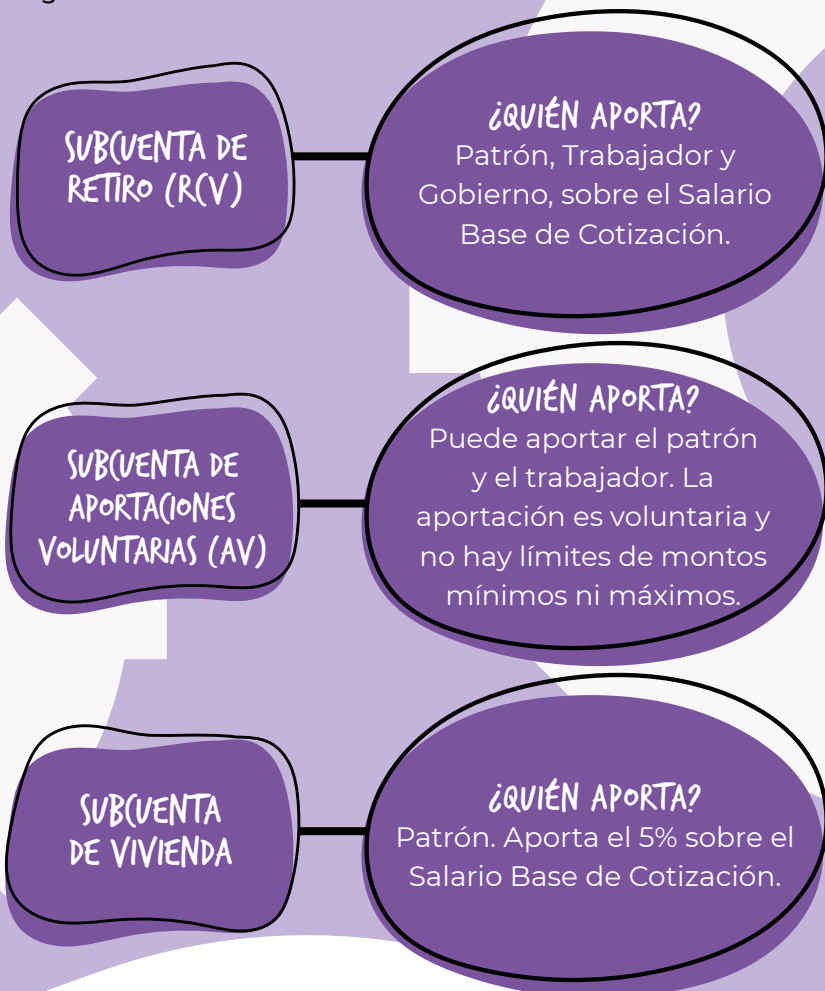 SUBCUENTA DE
RETIRO (RCV)
¿QUIÉN APORTA?
Patrón, Trabajador y
Gobierno, sobre el Salario
Base de Cotización.
SUBCUENTA DE
APORTACIONES
VOLUNTARIAS (AV)
¿QUIÉN APORTA?
Puede aportar el patrón
y el trabajador. La
aportación es voluntaria y
no hay límites de montos
mínimos ni máximos.
SUBCUENTA
DE VIVIENDA
¿QUIÉN APORTA?
Patrón. Aporta el 5% sobre el
Salario Base de Cotización.